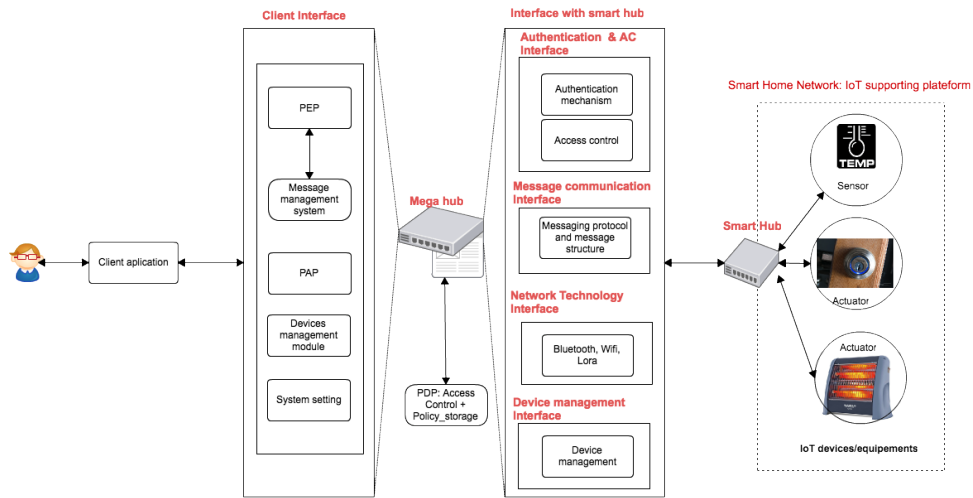 Client Interface
PEP
Message
management
system
PAP
Devices
management
module
System setting
Client aplication
Mega hub
PDP: Access
Control +
Policy_storage
Interface with smart hub
Authentication & AC
Interface
Authentication
mechanism
Access control
Message communication
Interface
Messaging protocol
and message
structure
Network Technology
Interface
Bluetooth, Wifi,
Lora
Device management
Interface
Device
management
Smart Home Network: IoT supporting plateform
Smart Hub
TEMP
Sensor
Actuator
Actuator
IoT devices/equipements